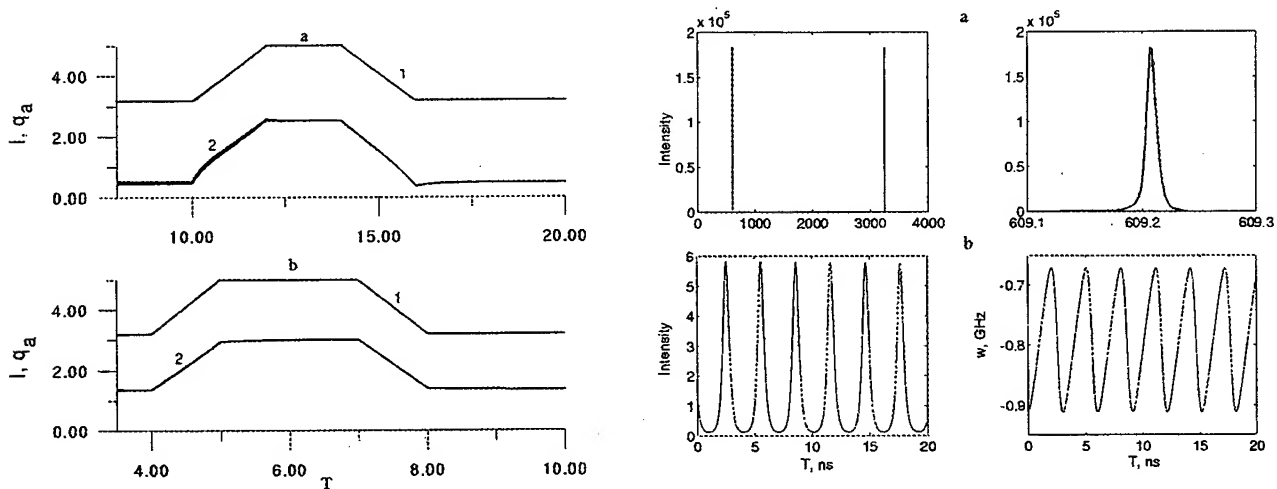 a
I, q_a
4.00
2.00
0.00
1
2
10.00 15.00 20.00
b
I, q_a
4.00
2.00
0.00
1
2
4.00 6.00 8.00 10.00
T
a
2 x 10^5
1.5
1
0.5
0
Intensity
0 1000 2000 3000 4000
2 x 10^5
1.5
1
0.5
0
609.1 609.2 609.3
b
6
5
4
3
2
1
0
Intensity
0 5 10 15 20
T, ns
-0.7
-0.8
-0.9
w, GHz
0 5 10 15 20
T, ns